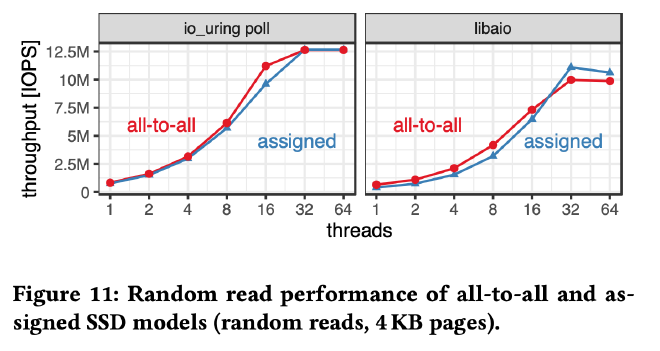 io_uring poll
libaio
throughput [IOPS]
12.5M
10M
7.5M
5M
2.5M
0
all-to-all
assigned
all-to-all
assigned
1 2 4 8 16 32 64
1 2 4 8 16 32 64
threads
Figure 11: Random read performance of all-to-all and as-
signed SSD models (random reads, 4 KB pages).